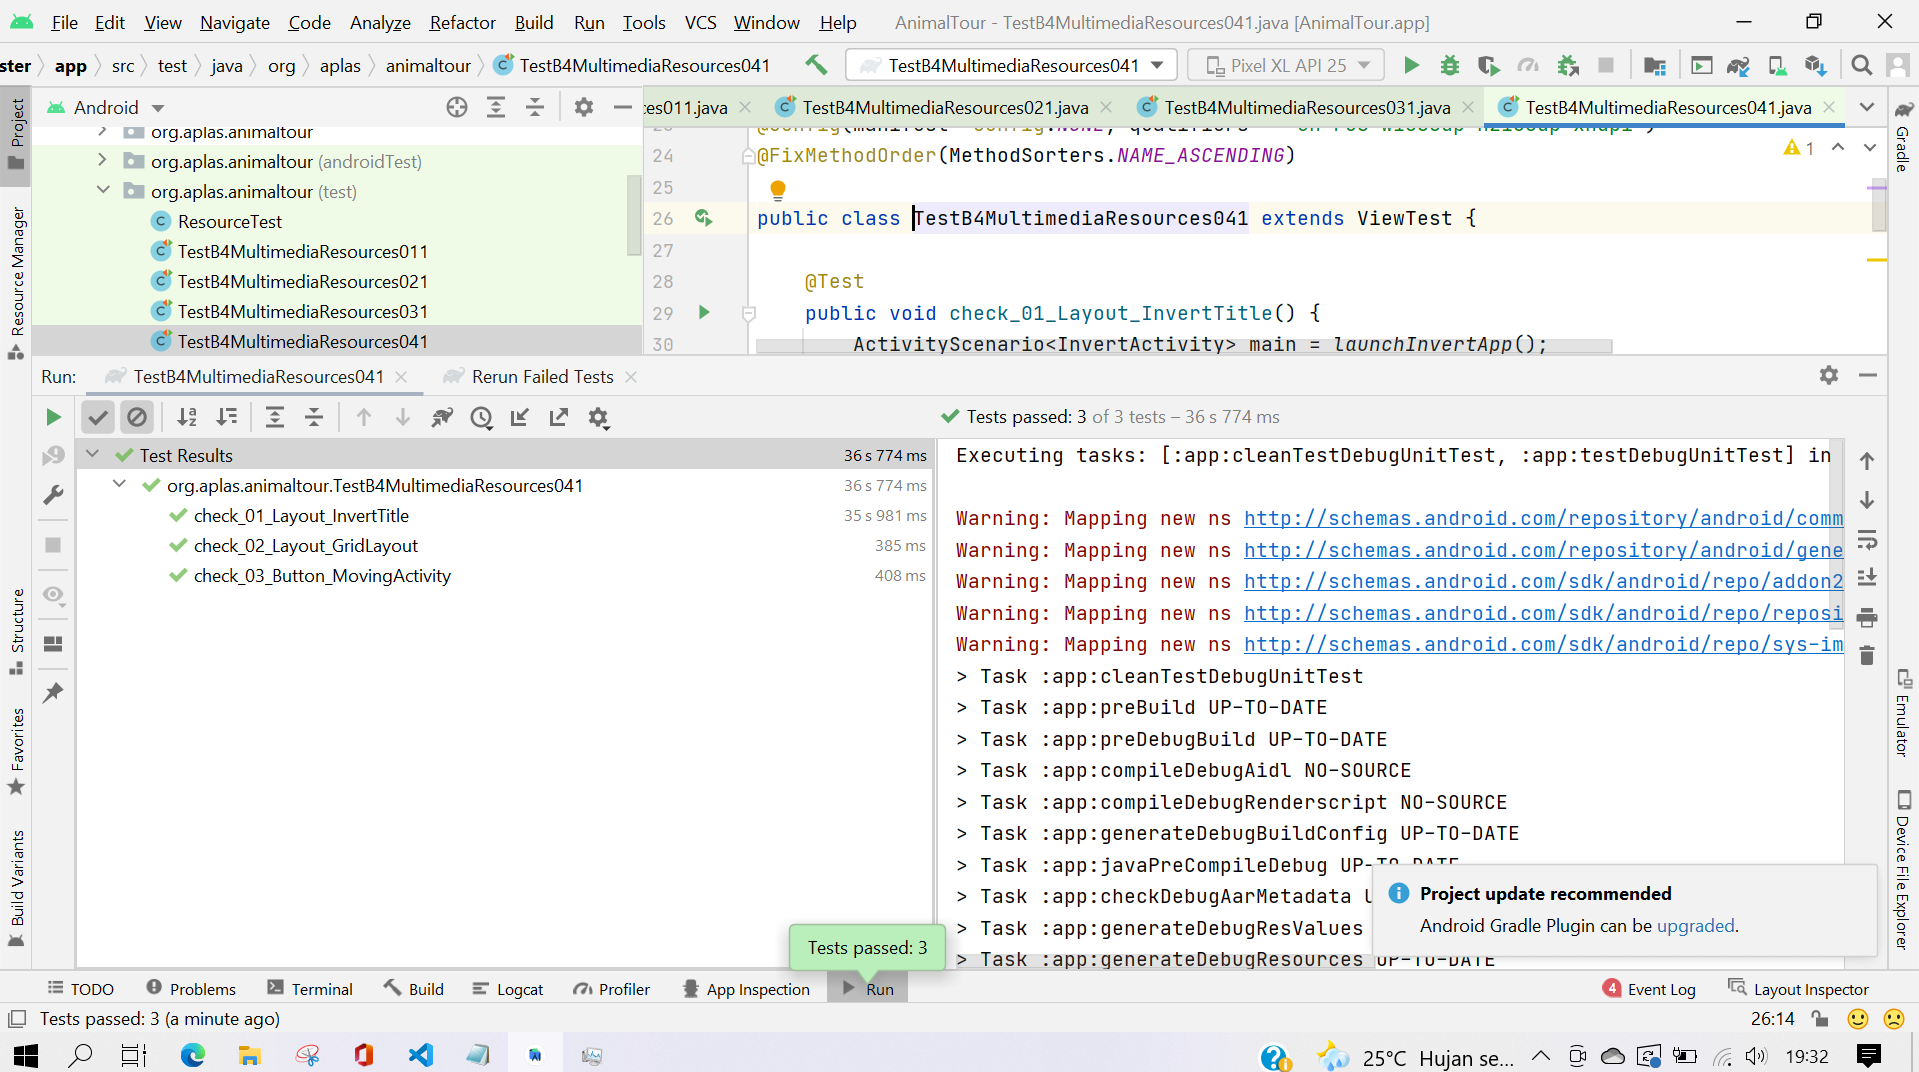 File Edit View Navigate Code Analyze Refactor Build Run Tools VCS Window Help AnimalTour - TestB4MultimediaResources041.java [AnimalTour.app]
ster app src test java org aplas animaltour TestB4MultimediaResources041 TestB4MultimediaResources041 Pixel XL API 25
Android
ces011.java TestB4MultimediaResources021.java TestB4MultimediaResources031.java TestB4MultimediaResources041.java
Project
Resource Manager
Structure
Favorites
Build Variants
org.aplas.animaltour
org.aplas.animaltour (androidTest)
org.aplas.animaltour (test)
ResourceTest
TestB4MultimediaResources011
TestB4MultimediaResources021
TestB4MultimediaResources031
TestB4MultimediaResources041
24 @FixMethodOrder(MethodSorters.NAME_ASCENDING)
25
26 public class TestB4MultimediaResources041 extends ViewTest {
27
28 @Test
29 public void check_01_Layout_InvertTitle() {
30 ActivityScenario<InvertActivity> main = launchInvertApp();
1
Gradle
Emulator
Device File Explorer
Run: TestB4MultimediaResources041 Rerun Failed Tests
Tests passed: 3 of 3 tests – 36 s 774 ms
Test Results 36 s 774 ms
org.aplas.animaltour.TestB4MultimediaResources041 36 s 774 ms
check_01_Layout_InvertTitle 35 s 981 ms
check_02_Layout_GridLayout 385 ms
check_03_Button_MovingActivity 408 ms
Executing tasks: [:app:cleanTestDebugUnitTest, :app:testDebugUnitTest] in
Warning: Mapping new ns http://schemas.android.com/repository/android/comm
Warning: Mapping new ns http://schemas.android.com/repository/android/gene
Warning: Mapping new ns http://schemas.android.com/sdk/android/repo/addon2
Warning: Mapping new ns http://schemas.android.com/sdk/android/repo/reposi
Warning: Mapping new ns http://schemas.android.com/sdk/android/repo/sys-im
> Task :app:cleanTestDebugUnitTest
> Task :app:preBuild UP-TO-DATE
> Task :app:preDebugBuild UP-TO-DATE
> Task :app:compileDebugAidl NO-SOURCE
> Task :app:compileDebugRenderscript NO-SOURCE
> Task :app:generateDebugBuildConfig UP-TO-DATE
> Task :app:javaPreCompileDebug UP-TO-DATE
> Task :app:checkDebugAarMetadata U
> Task :app:generateDebugResValues
> Task :app:generateDebugResources UP-TO-DATE
Project update recommended
Android Gradle Plugin can be upgraded.
Tests passed: 3
TODO Problems Terminal Build Logcat Profiler App Inspection Run 4 Event Log Layout Inspector
Tests passed: 3 (a minute ago) 26:14
25°C Hujan se... 19:32